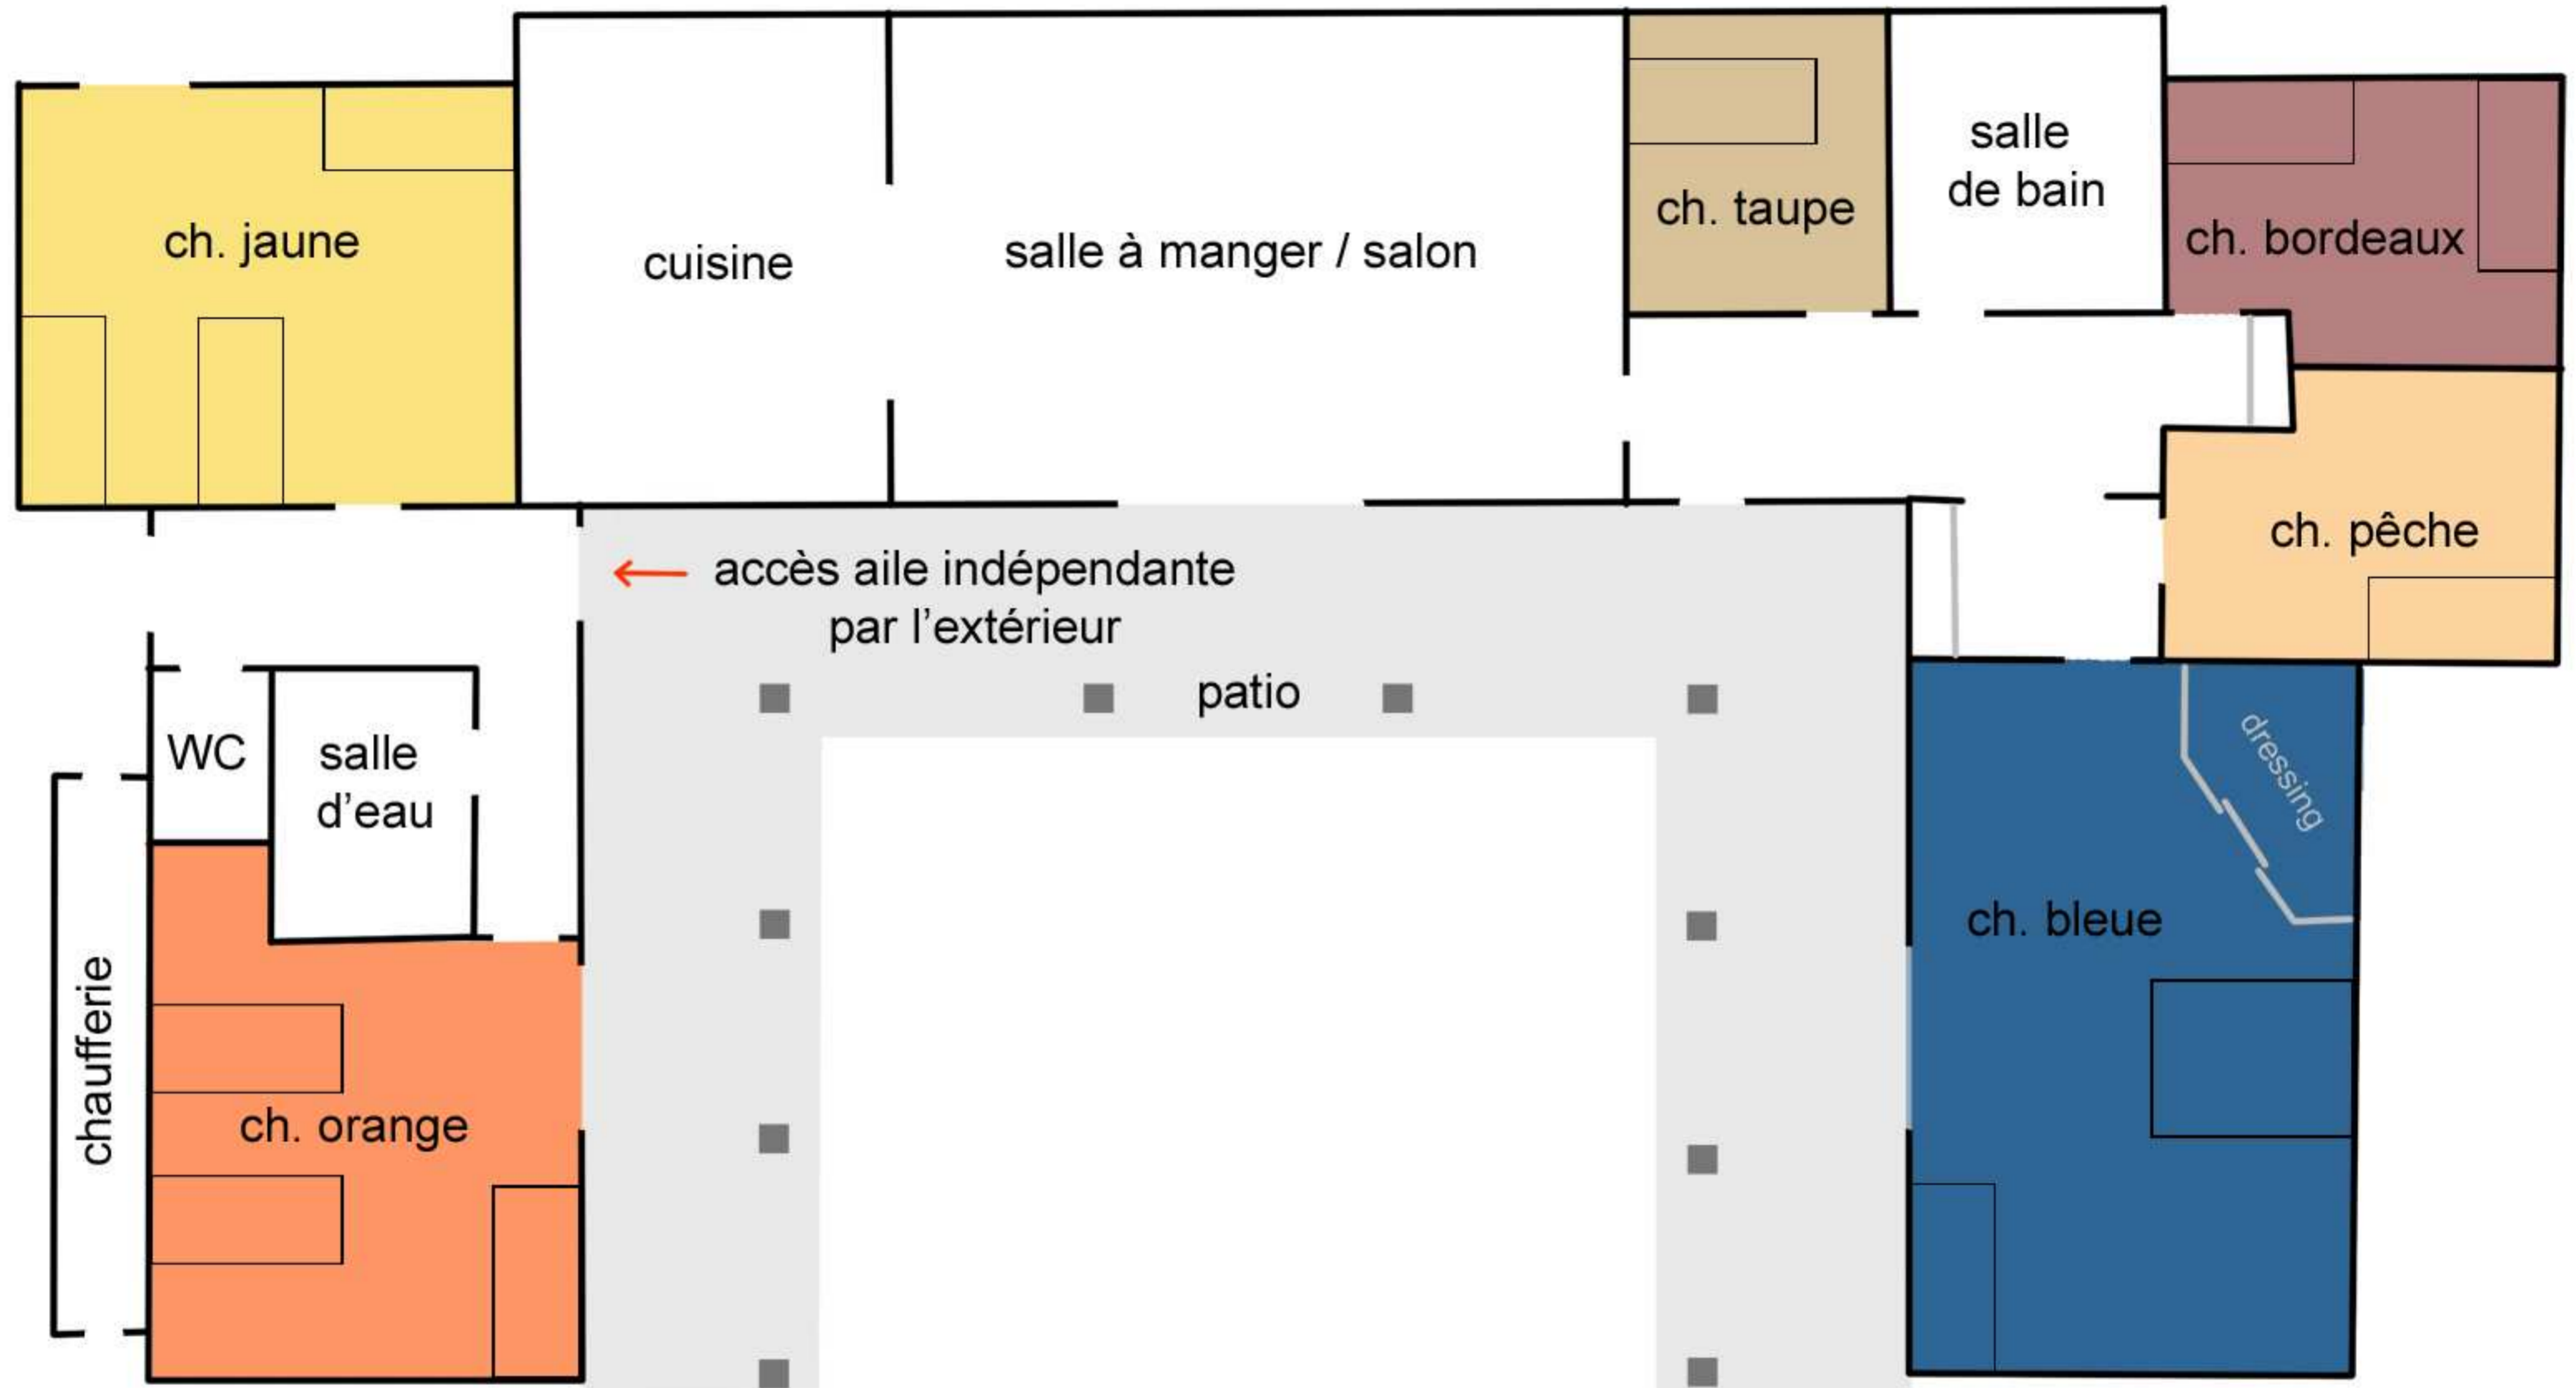 ch. jaune
cuisine
salle à manger / salon
ch. taupe
salle
de bain
ch. bordeaux
ch. pêche
accès aile indépendante
par l'extérieur
patio
WC
salle
d'eau
dressing
ch. bleue
chaufferie
ch. orange